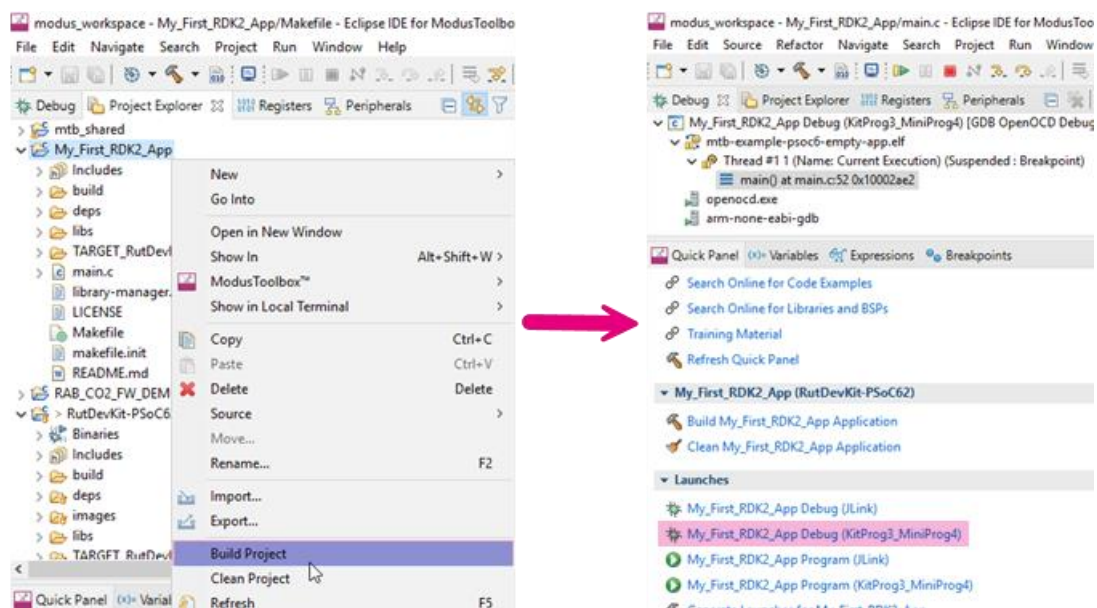 modus_workspace - My_First_RDK2_App/Makefile - Eclipse IDE for ModusToolbo
File Edit Navigate Search Project Run Window Help
Debug Project Explorer Registers Peripherals
mtb_shared
My_First_RDK2_App
Includes
build
deps
libs
TARGET_RutDevl
main.c
library-manager.
LICENSE
Makefile
makefile.init
README.md
RAB_CO2_FW_DEM
> RutDevKit-PSoC6
Binaries
Includes
build
deps
images
libs
TARGET_RutDevl
Quick Panel Varial
New
Go Into
Open in New Window
Show In Alt+Shift+W >
ModusToolbox™
Show in Local Terminal
Copy Ctrl+C
Paste Ctrl+V
Delete Delete
Source
Move...
Rename... F2
Import...
Export...
Build Project
Clean Project
Refresh F5
modus_workspace - My_First_RDK2_App/main.c - Eclipse IDE for ModusToo
File Edit Source Refactor Navigate Search Project Run Window
Debug Project Explorer Registers Peripherals
My_First_RDK2_App Debug (KitProg3_MiniProg4) [GDB OpenOCD Debug
mtb-example-psoc6-empty-app.elf
Thread #1 1 (Name: Current Execution) (Suspended : Breakpoint)
main() at main.c:52 0x10002ae2
openocd.exe
arm-none-eabi-gdb
Quick Panel (x)= Variables Expressions Breakpoints
Search Online for Code Examples
Search Online for Libraries and BSPs
Training Material
Refresh Quick Panel
My_First_RDK2_App (RutDevKit-PSoC62)
Build My_First_RDK2_App Application
Clean My_First_RDK2_App Application
Launches
My_First_RDK2_App Debug (JLink)
My_First_RDK2_App Debug (KitProg3_MiniProg4)
My_First_RDK2_App Program (JLink)
My_First_RDK2_App Program (KitProg3_MiniProg4)